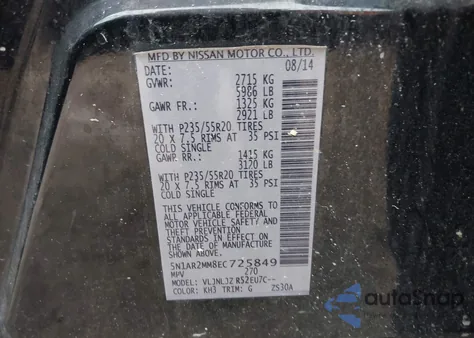 MFD BY NISSAN MOTOR CO., LTD.
DATE: 08/14
GVWR: 2715 KG
5986 LB
GAWR FR.: 1325 KG
2921 LB
WITH P235/55R20 TIRES
20 X 7.5 RIMS AT 35 PSI
COLD SINGLE
GAWR. RR.: 1415 KG
3120 LB
WITH P235/55R20 TIRES
20 X 7.5 RIMS AT 35 PSI
COLD SINGLE
THIS VEHICLE CONFORMS TO
ALL APPLICABLE FEDERAL
MOTOR VEHICLE SAFETY/ AND
THEFT PREVENTION
STANDARDS IN EFFECT ON
THE DATE OF MANUFACTURE
SHOWN ABOVE.
5N1AR2MM8EC725849
MPV 270
MODEL: VLJNLJZ R52EU7C--
COLOR: KH3 TRIM: G ZS30A
autosnap